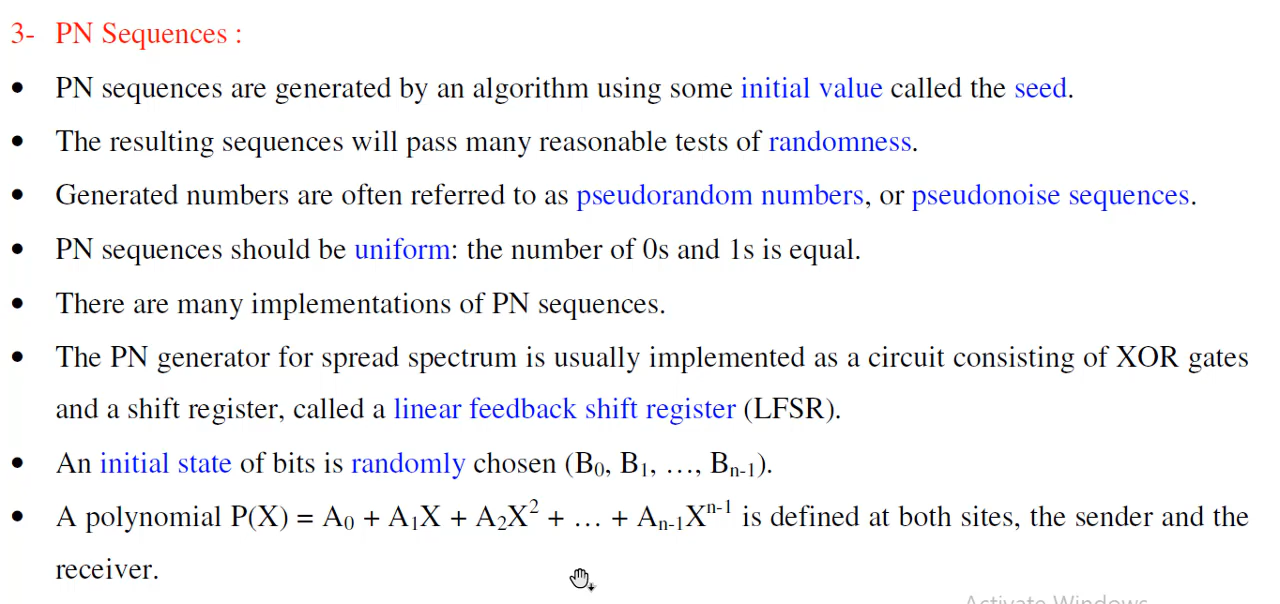 3- PN Sequences :
• PN sequences are generated by an algorithm using some initial value called the seed.
• The resulting sequences will pass many reasonable tests of randomness.
• Generated numbers are often referred to as pseudorandom numbers, or pseudonoise sequences.
• PN sequences should be uniform: the number of 0s and 1s is equal.
• There are many implementations of PN sequences.
• The PN generator for spread spectrum is usually implemented as a circuit consisting of XOR gates
and a shift register, called a linear feedback shift register (LFSR).
• An initial state of bits is randomly chosen (B₀, B₁, …, Bₙ₋₁).
• A polynomial P(X) = A₀ + A₁X + A₂X² + … + Aₙ₋₁Xⁿ⁻¹ is defined at both sites, the sender and the
receiver.
Activate Windows